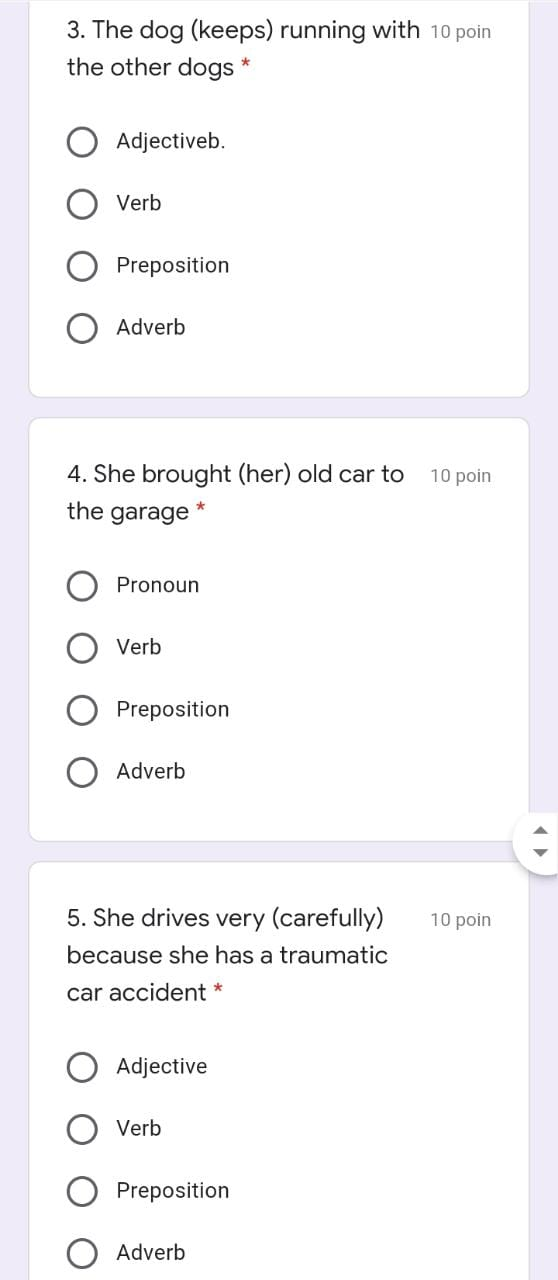 3. The dog (keeps) running with 10 poin
the other dogs *
Adjectiveb.
Verb
Preposition
Adverb
4. She brought (her) old car to 10 poin
the garage *
Pronoun
Verb
Preposition
Adverb
5. She drives very (carefully) 10 poin
because she has a traumatic
car accident *
Adjective
Verb
Preposition
Adverb